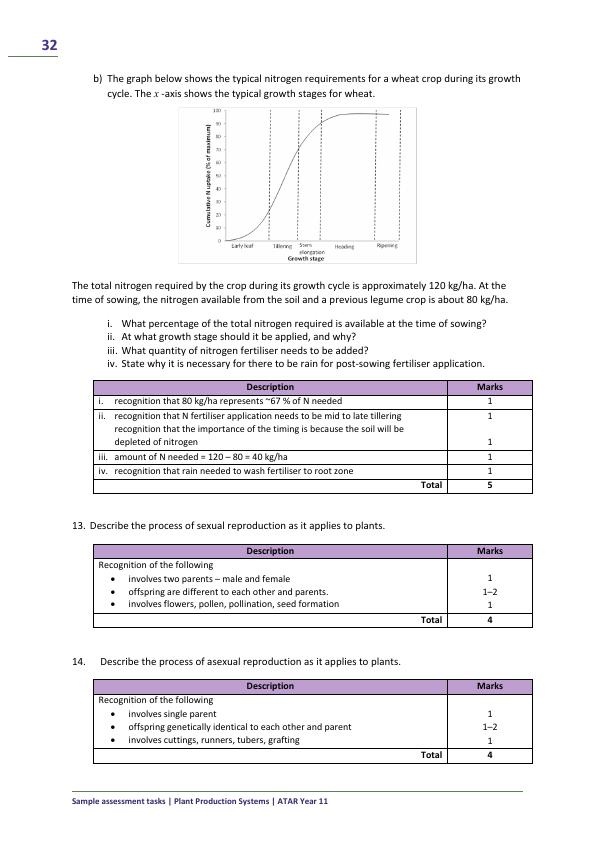 32
b) The graph below shows the typical nitrogen requirements for a wheat crop during its growth
cycle. The x -axis shows the typical growth stages for wheat.
Cumulative N uptake (% of maximum)
100
90
80
70
60
50
40
30
20
10
0
Early leaf Tillering Stem elongation Heading Ripening
Growth stage
The total nitrogen required by the crop during its growth cycle is approximately 120 kg/ha. At the
time of sowing, the nitrogen available from the soil and a previous legume crop is about 80 kg/ha.
i. What percentage of the total nitrogen required is available at the time of sowing?
ii. At what growth stage should it be applied, and why?
iii. What quantity of nitrogen fertiliser needs to be added?
iv. State why it is necessary for there to be rain for post-sowing fertiliser application.
Description Marks
i. recognition that 80 kg/ha represents ~67 % of N needed 1
ii. recognition that N fertiliser application needs to be mid to late tillering 1
recognition that the importance of the timing is because the soil will be
depleted of nitrogen 1
iii. amount of N needed = 120 – 80 = 40 kg/ha 1
iv. recognition that rain needed to wash fertiliser to root zone 1
Total 5
13. Describe the process of sexual reproduction as it applies to plants.
Description Marks
Recognition of the following
• involves two parents – male and female 1
• offspring are different to each other and parents. 1–2
• involves flowers, pollen, pollination, seed formation 1
Total 4
14. Describe the process of asexual reproduction as it applies to plants.
Description Marks
Recognition of the following
• involves single parent 1
• offspring genetically identical to each other and parent 1–2
• involves cuttings, runners, tubers, grafting 1
Total 4
Sample assessment tasks | Plant Production Systems | ATAR Year 11